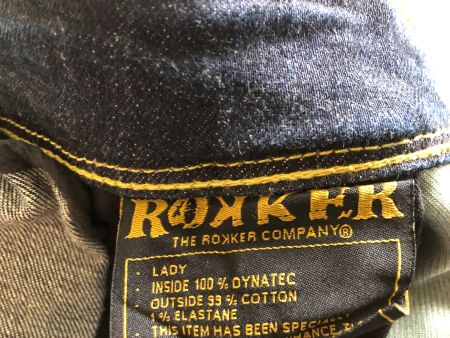 ROKKER
THE ROKKER COMPANY®
· LADY
· INSIDE 100 % DYNATEC
· OUTSIDE 99 % COTTON
1 % ELASTANE
· THIS ITEM HAS BEEN